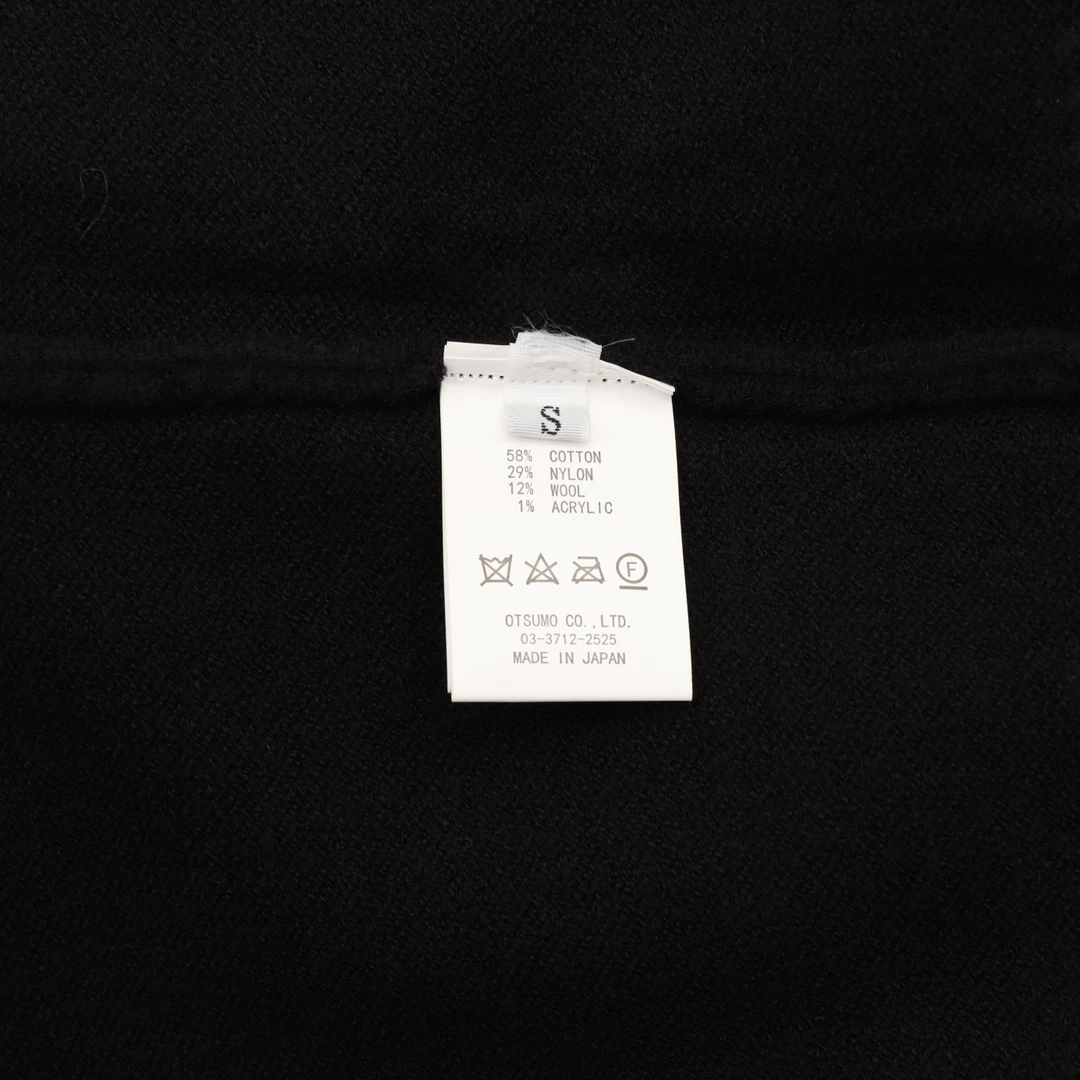 S
58% COTTON
29% NYLON
12% WOOL
1% ACRYLIC
F
OTSUMO CO.,LTD.
03-3712-2525
MADE IN JAPAN